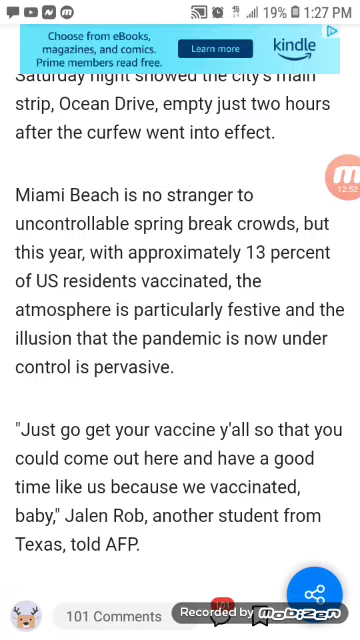 19% 1:27 PM
Choose from eBooks,
magazines, and comics.
Prime members read free.
Learn more
kindle
Saturday night showed the city's main
strip, Ocean Drive, empty just two hours
after the curfew went into effect.
12:52
Miami Beach is no stranger to
uncontrollable spring break crowds, but
this year, with approximately 13 percent
of US residents vaccinated, the
atmosphere is particularly festive and the
illusion that the pandemic is now under
control is pervasive.
"Just go get your vaccine y'all so that you
could come out here and have a good
time like us because we vaccinated,
baby," Jalen Rob, another student from
Texas, told AFP.
101 Comments
Recorded by mobizen